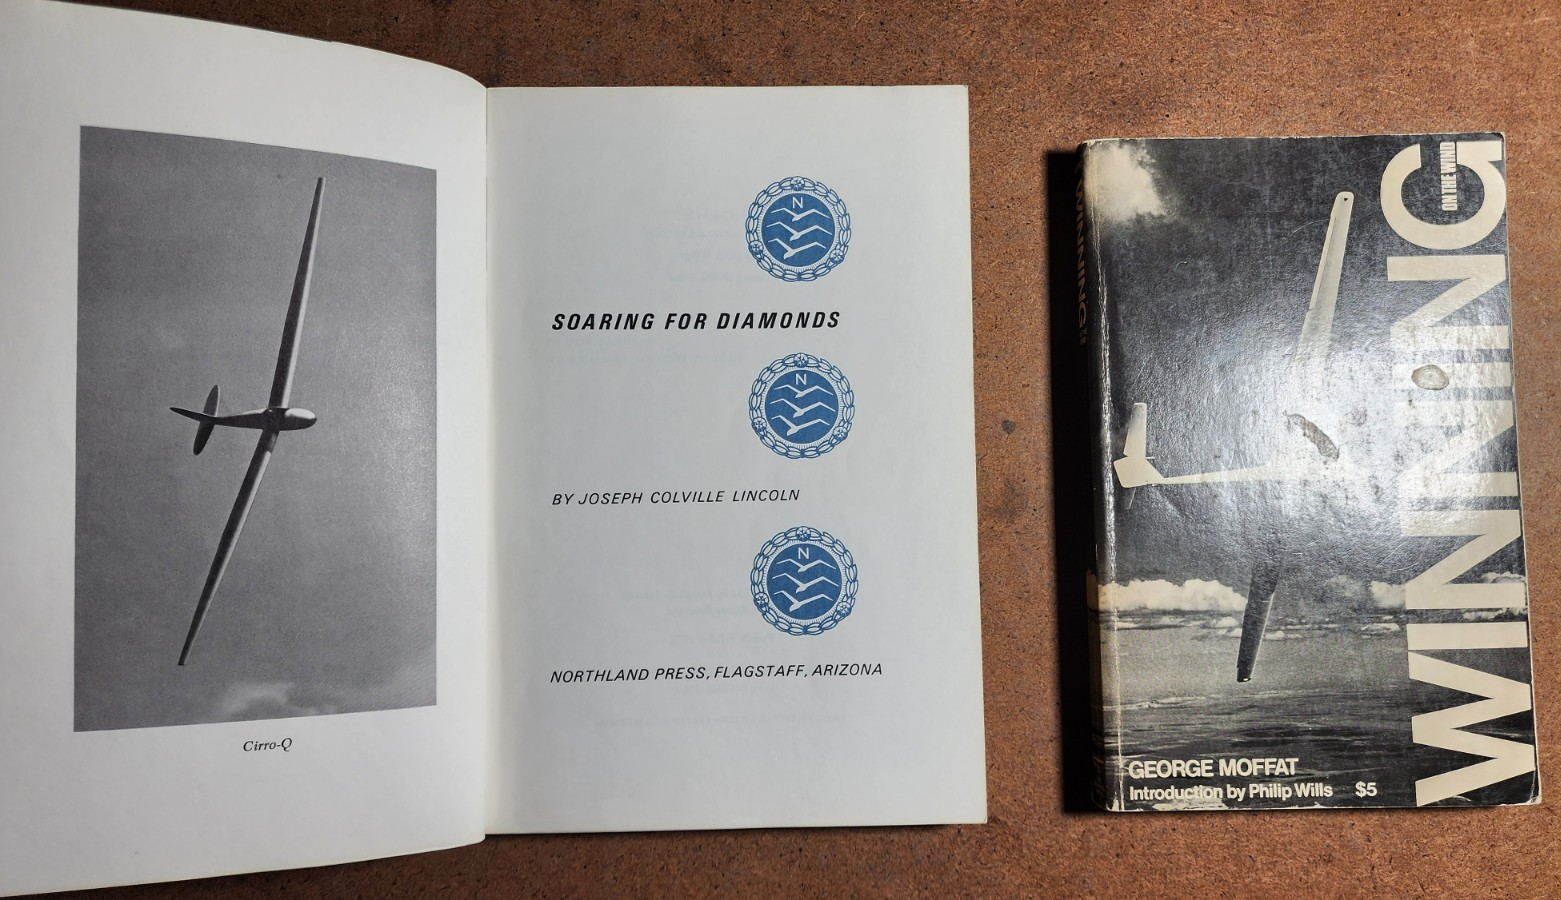 Cirro-Q
N
SOARING FOR DIAMONDS
N
BY JOSEPH COLVILLE LINCOLN
N
NORTHLAND PRESS, FLAGSTAFF, ARIZONA
WINNING
WINNING
ON THE WIND
GEORGE MOFFAT
Introduction by Philip Wills $5